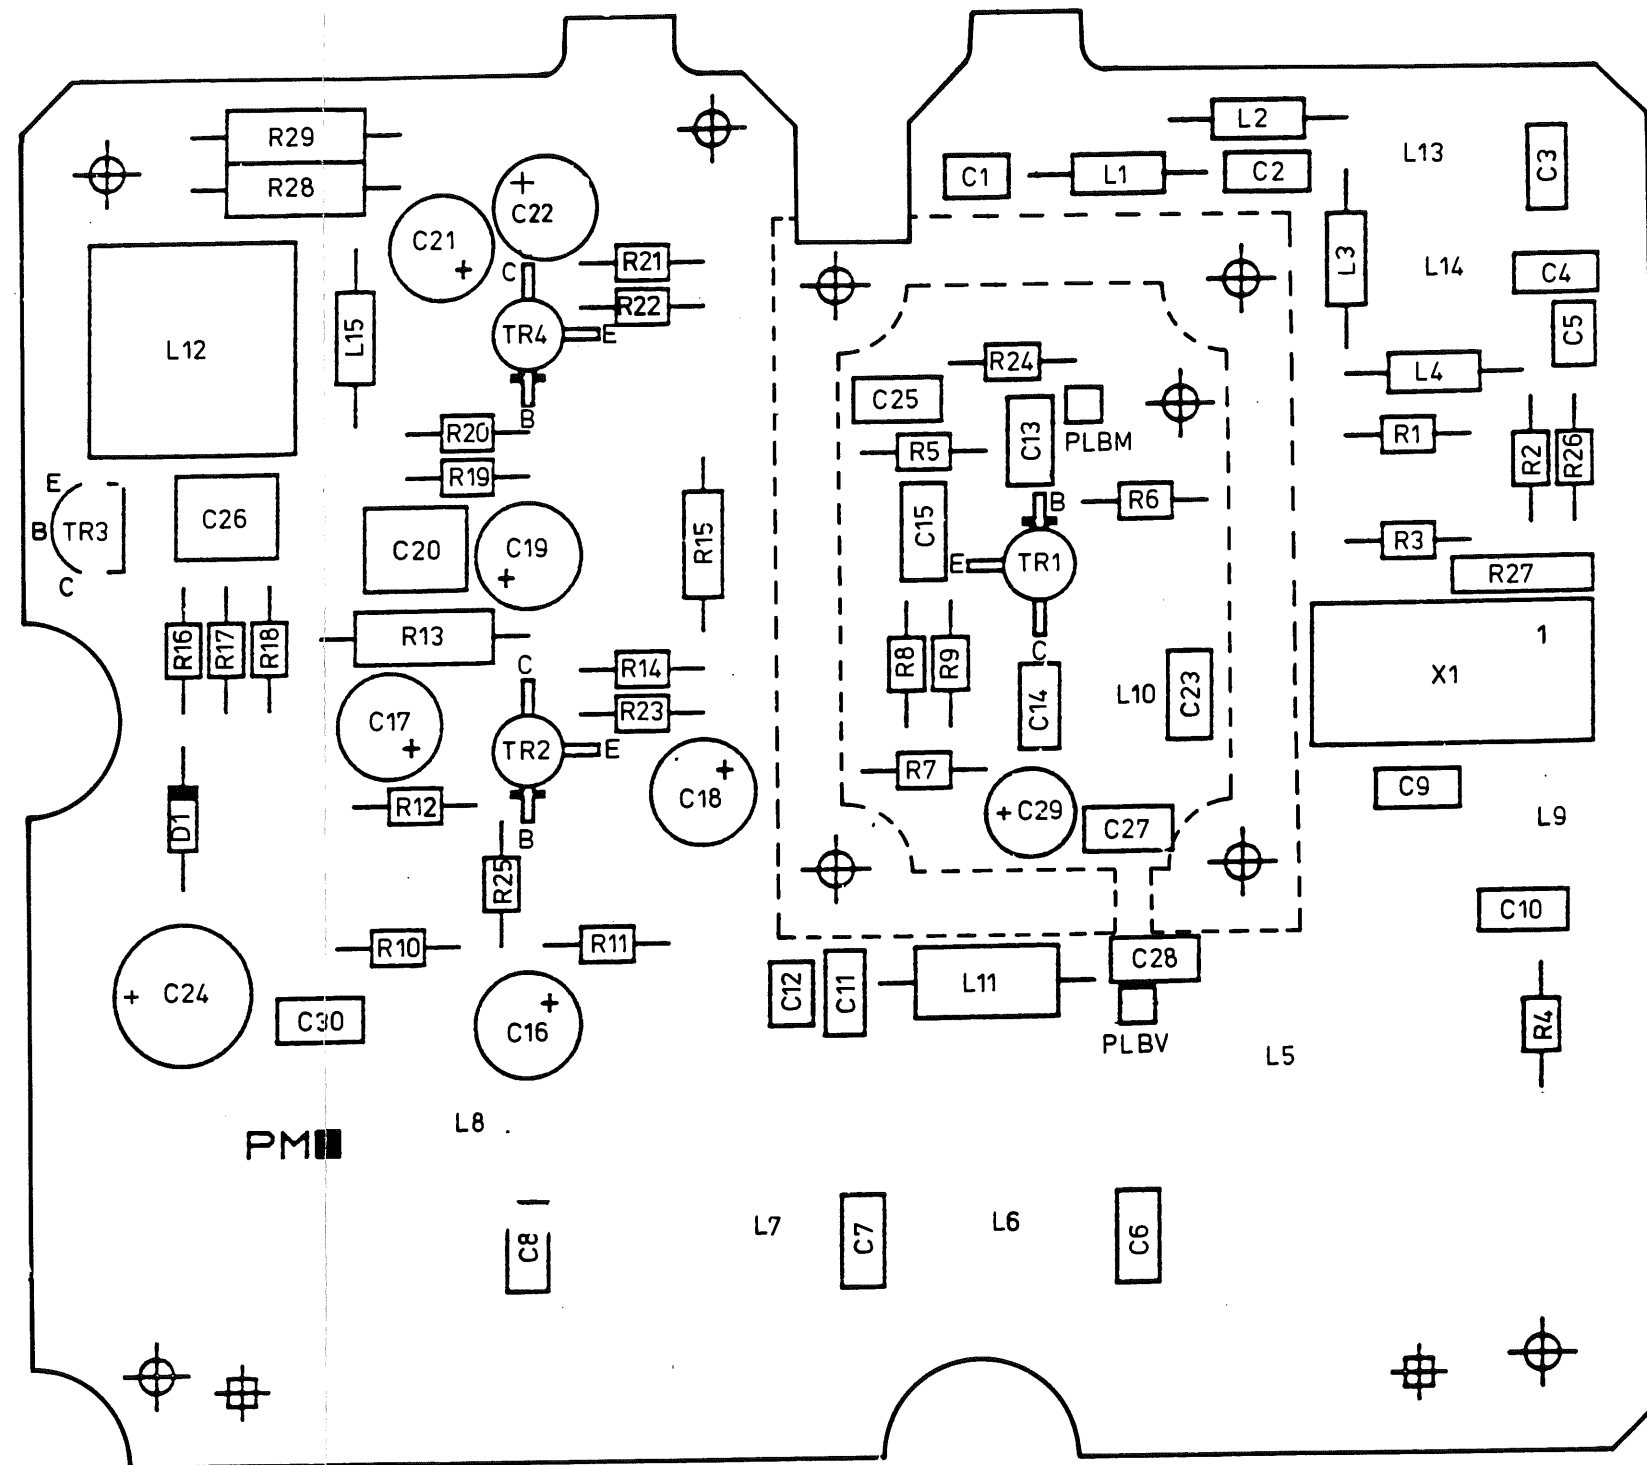 L2
R29
L13
C3
C1
L1
C2
R28
C22
C21
+
+
L3
C
R21
L14
C4
R22
C5
L12
L15
TR4
E
R24
L4
C25
B
R20
C13
PLBM
R1
R5
R2
R26
R19
E
B
R6
B
TR3
C26
C20
C19
+
R15
C15
E
TR1
R3
R27
C
R16
R17
R18
R13
C
R14
R8
R9
C
1
X1
C17
+
R23
C14
L10
C23
TR2
E
R7
C18
+
C9
D1
R12
B
+
C29
C27
L9
R25
C10
R10
R11
C28
+
C24
C12
C11
L11
C30
C16
+
R4
PLBV
L5
L8
PM
L7
L6
C8
C7
C6